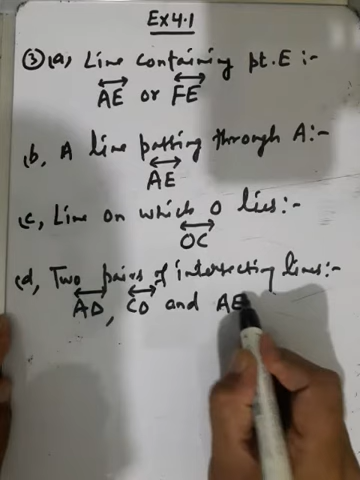 Ex 4.1
③ (a) Line containing pt. E :-
AE or FE
(b) A line passing through A:-
AE
(c) Line on which O lies:-
OC
(d) Two pairs of intersecting lines:-
AD, CO and AE